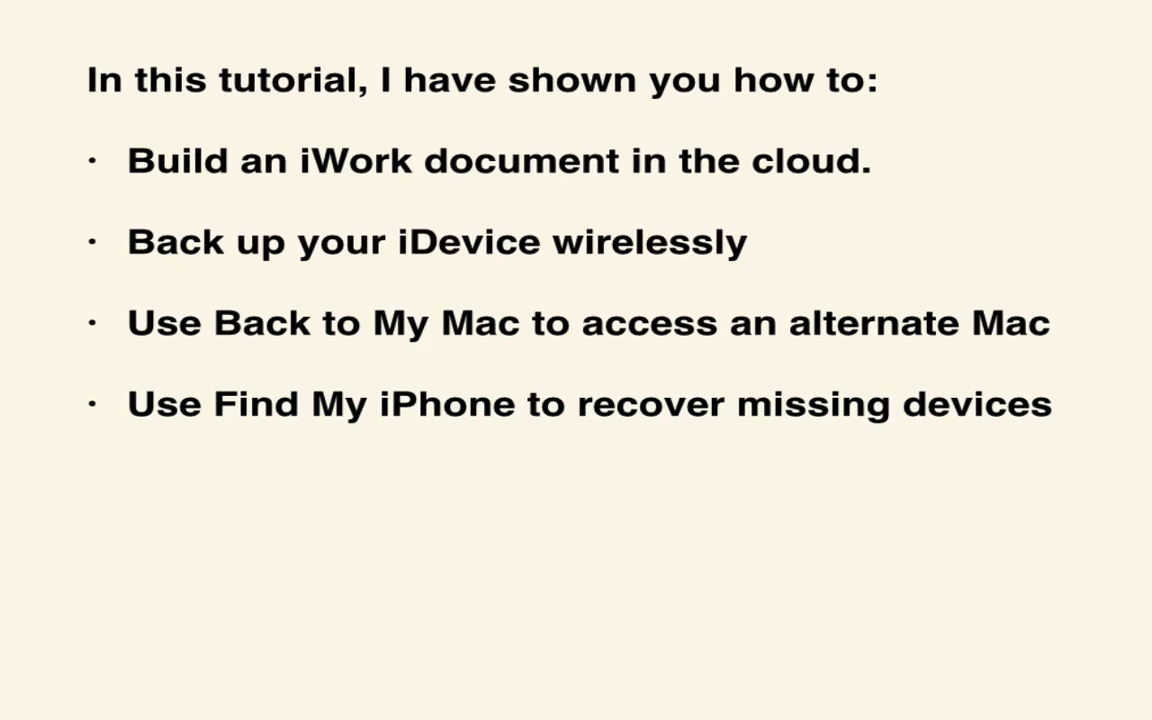 In this tutorial, I have shown you how to:
· Build an iWork document in the cloud.
· Back up your iDevice wirelessly
· Use Back to My Mac to access an alternate Mac
· Use Find My iPhone to recover missing devices